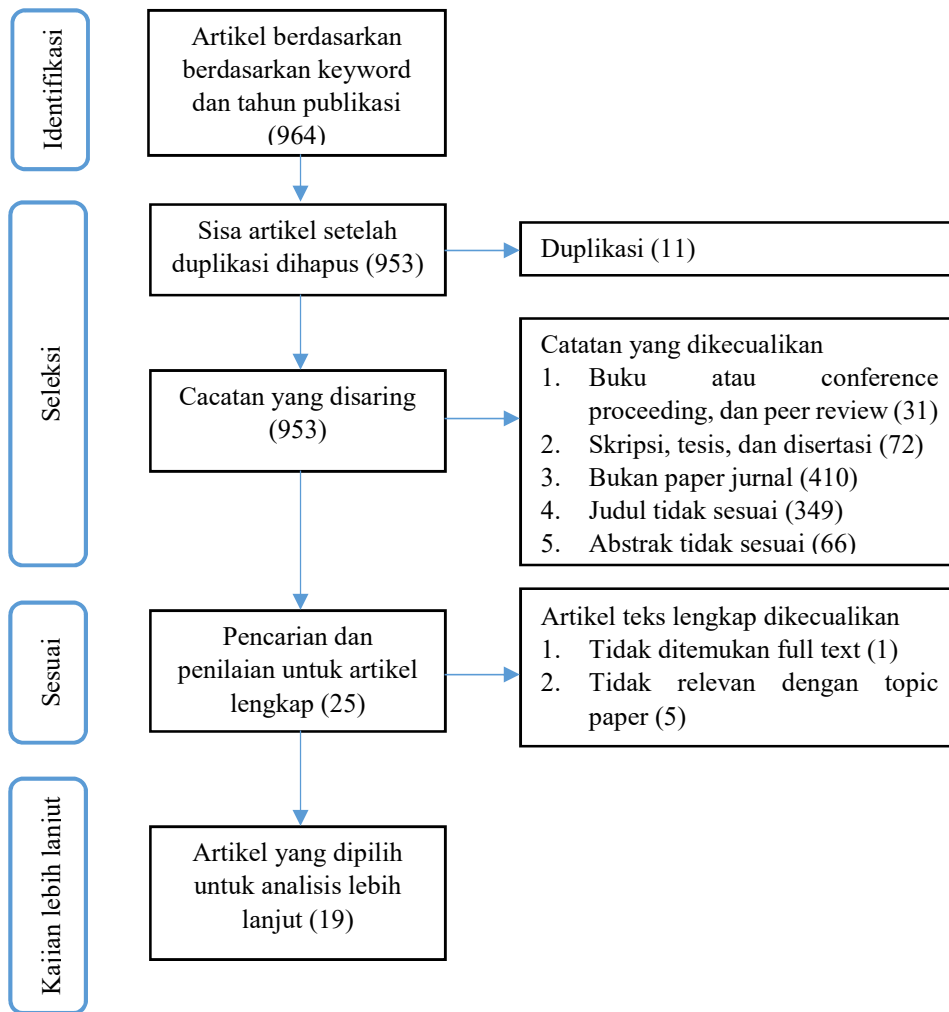 Identifikasi
Artikel berdasarkan
berdasarkan keyword
dan tahun publikasi
(964)
Seleksi
Sisa artikel setelah
duplikasi dihapus (953)
Duplikasi (11)
Cacatan yang disaring
(953)
Catatan yang dikecualikan
1. Buku atau conference
proceeding, dan peer review (31)
2. Skripsi, tesis, dan disertasi (72)
3. Bukan paper jurnal (410)
4. Judul tidak sesuai (349)
5. Abstrak tidak sesuai (66)
Sesuai
Pencarian dan
penilaian untuk artikel
lengkap (25)
Artikel teks lengkap dikecualikan
1. Tidak ditemukan full text (1)
2. Tidak relevan dengan topic
paper (5)
Kajian lebih lanjut
Artikel yang dipilih
untuk analisis lebih
lanjut (19)